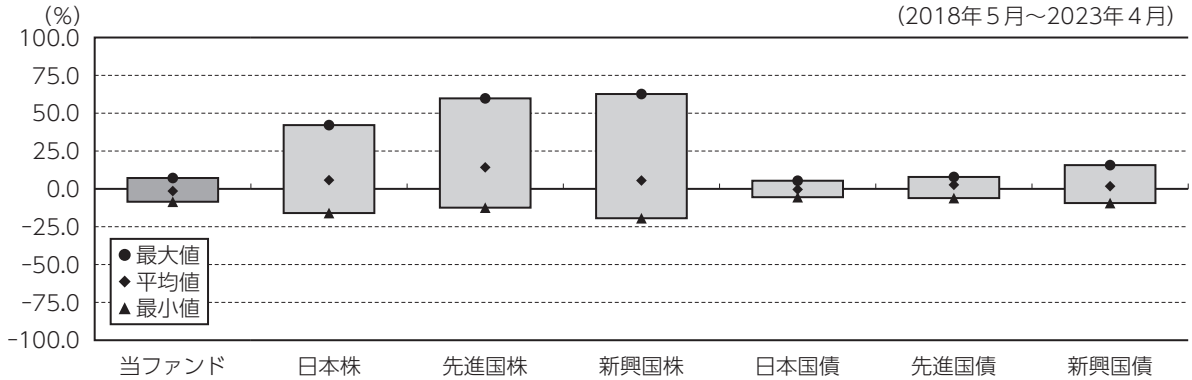 (%)
(2018年5月～2023年4月)
100.0
75.0
50.0
25.0
0.0
-25.0
-50.0
-75.0
-100.0
●最大値
◆平均値
▲最小値
当ファンド 日本株 先進国株 新興国株 日本国債 先進国債 新興国債